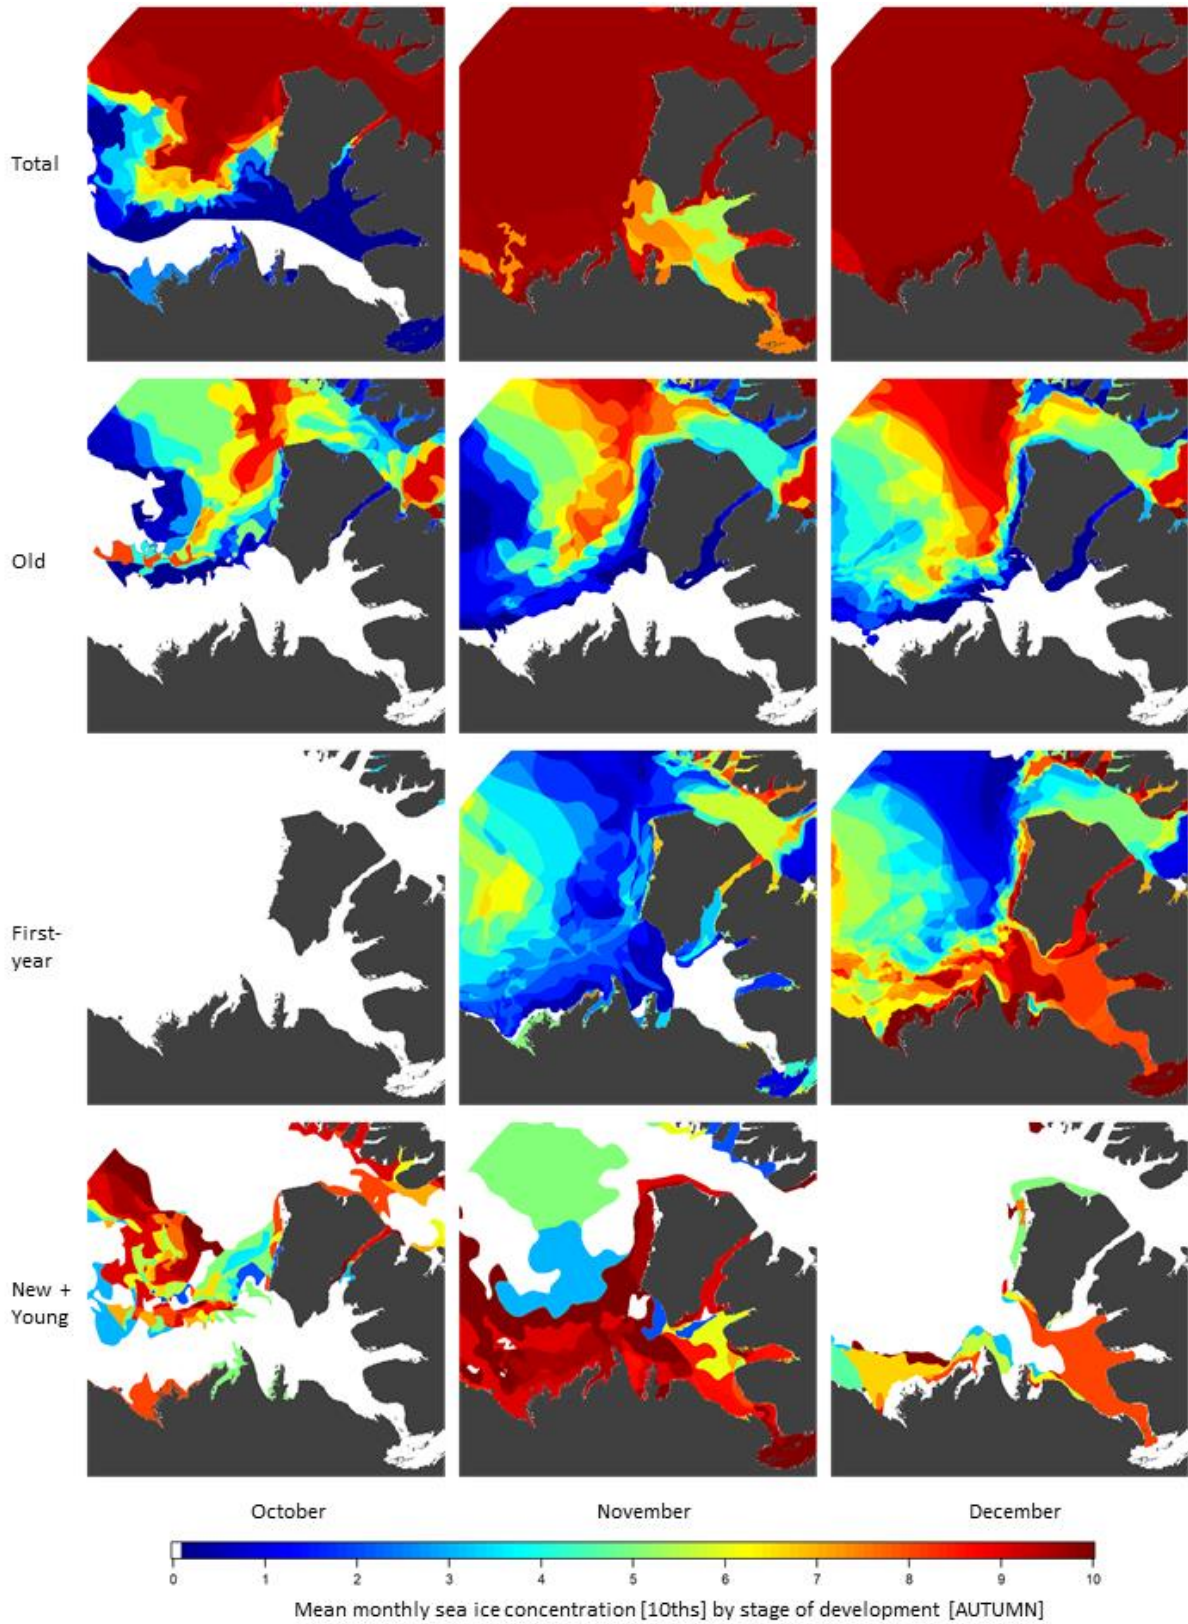 Total
Old
First-
year
New +
Young
October November December
0 1 2 3 4 5 6 7 8 9 10
Mean monthly sea ice concentration [10ths] by stage of development [AUTUMN]